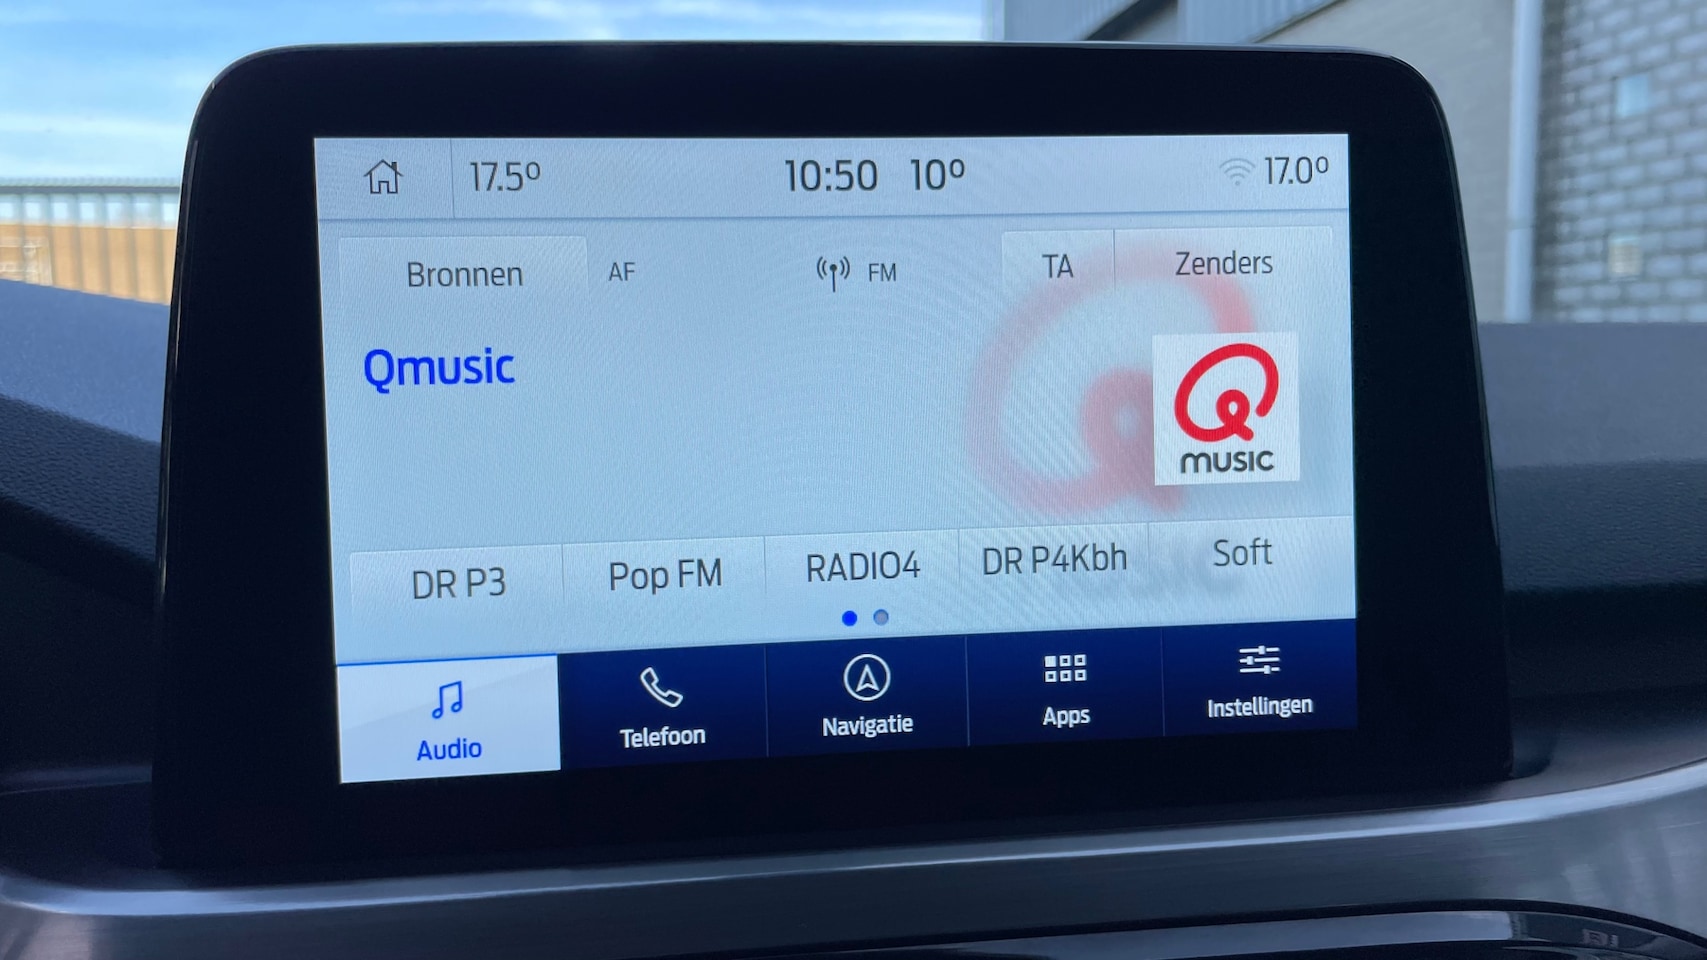 17.5º 10:50 10º 17.0º
Bronnen AF FM TA Zenders
Qmusic
Q
music
DR P3 Pop FM RADIO4 DR P4Kbh Soft
Audio Telefoon Navigatie Apps Instellingen